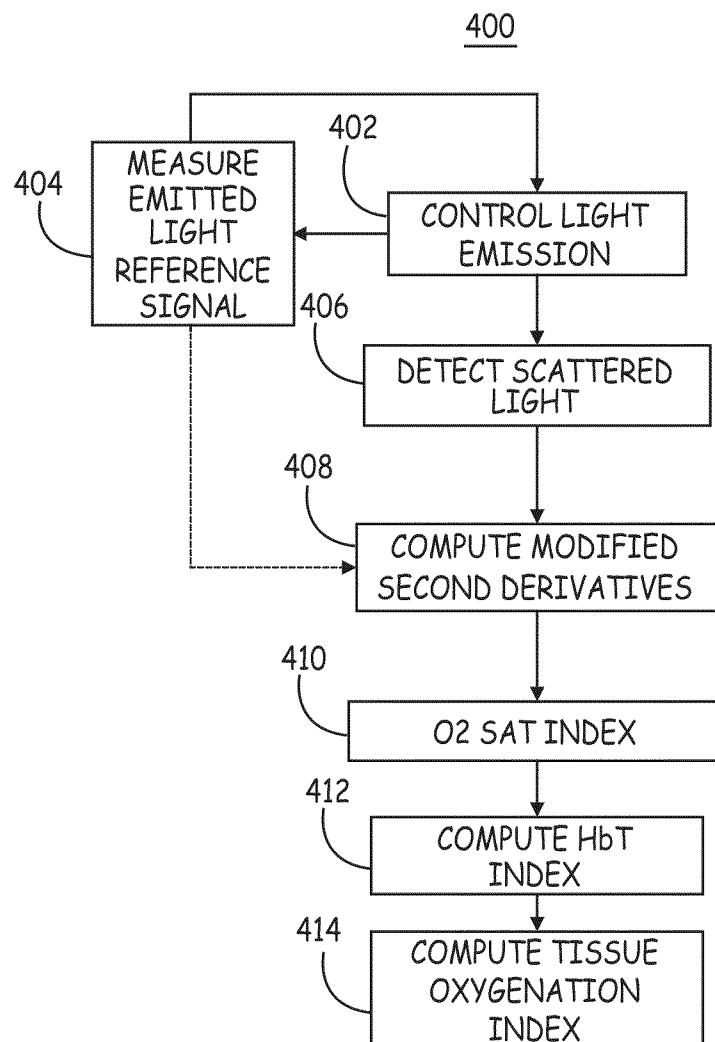 400
402
404
MEASURE
EMITTED
LIGHT
REFERENCE
SIGNAL
CONTROL LIGHT
EMISSION
406
DETECT SCATTERED
LIGHT
408
COMPUTE MODIFIED
SECOND DERIVATIVES
410
O2 SAT INDEX
412
COMPUTE HbT
INDEX
414
COMPUTE TISSUE
OXYGENATION
INDEX